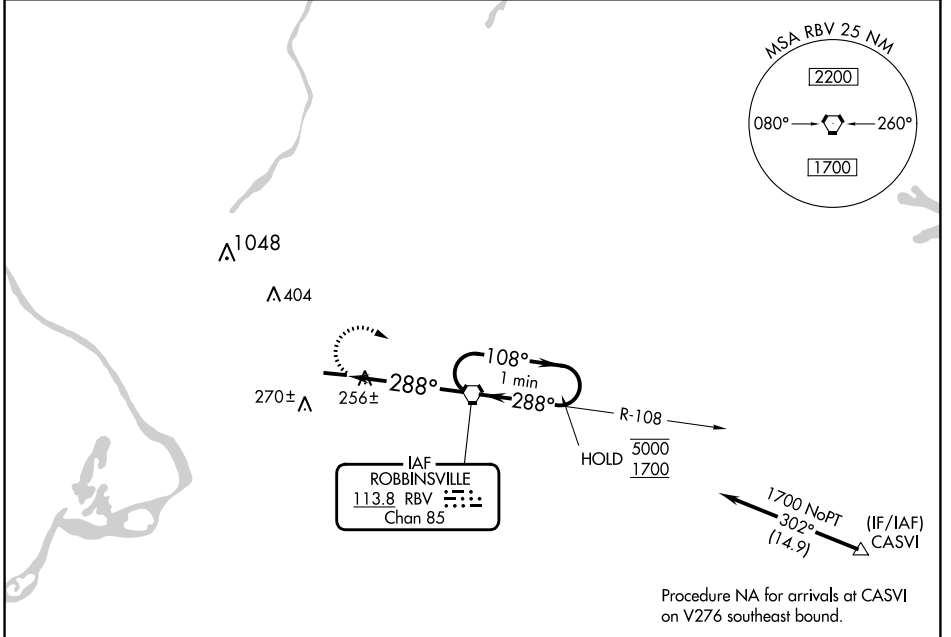 MSA RBV 25 NM
2200
080°
260°
1700
1048
404
108°
1 min
288°
288°
270±
256±
R-108
HOLD
5000
1700
IAF
ROBBINSVILLE
113.8 RBV
Chan 85
1700 NoPT
302°
(14.9)
(IF/IAF)
CASVI
Procedure NA for arrivals at CASVI
on V276 southeast bound.